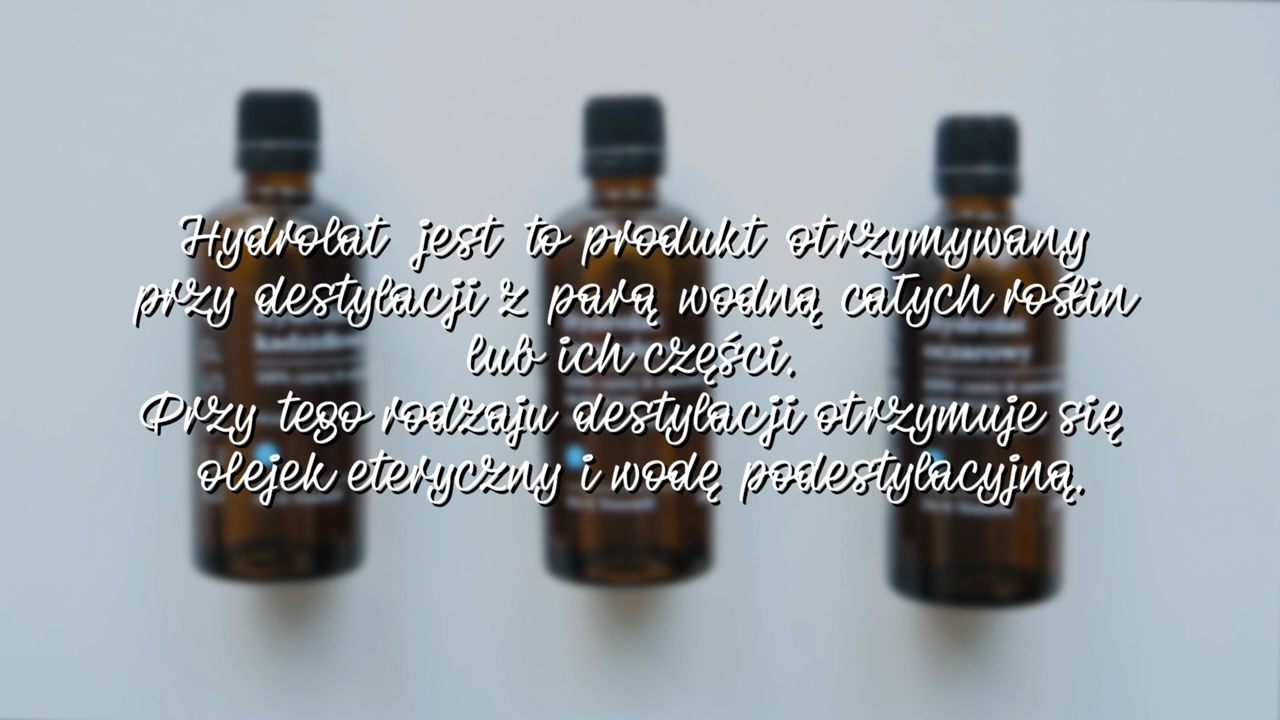 Hydrolat jest to produkt otrzymywany
przy destylacji z parą wodną całych roślin
lub ich części.
Przy tego rodzaju destylacji otrzymuje się
olejek eteryczny i wodę podestylacyjną.